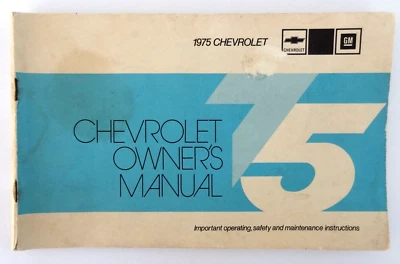 1975 CHEVROLET
CHEVROLET
GM
75
CHEVROLET
OWNER'S
MANUAL
Important operating, safety and maintenance instructions